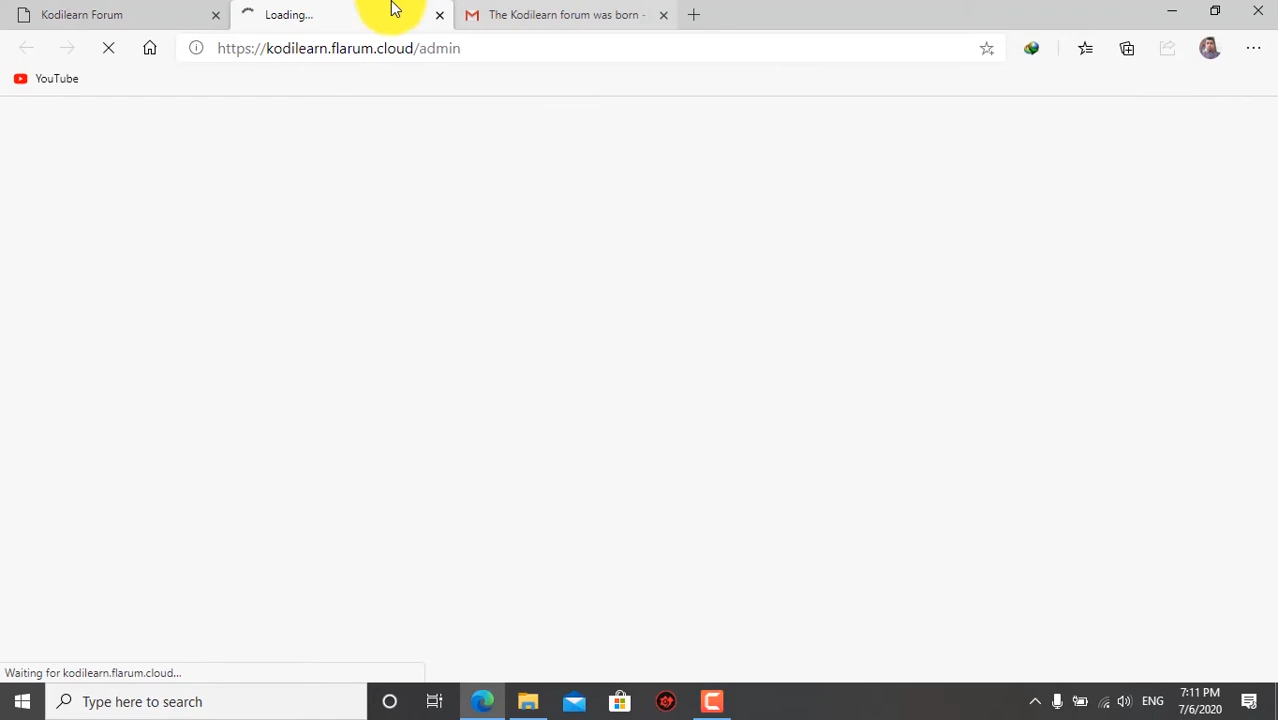 Kodilearn Forum
Loading...
The Kodilearn forum was born -
https://kodilearn.flarum.cloud/admin
YouTube
Waiting for kodilearn.flarum.cloud...
Type here to search
ENG
7:11 PM
7/6/2020